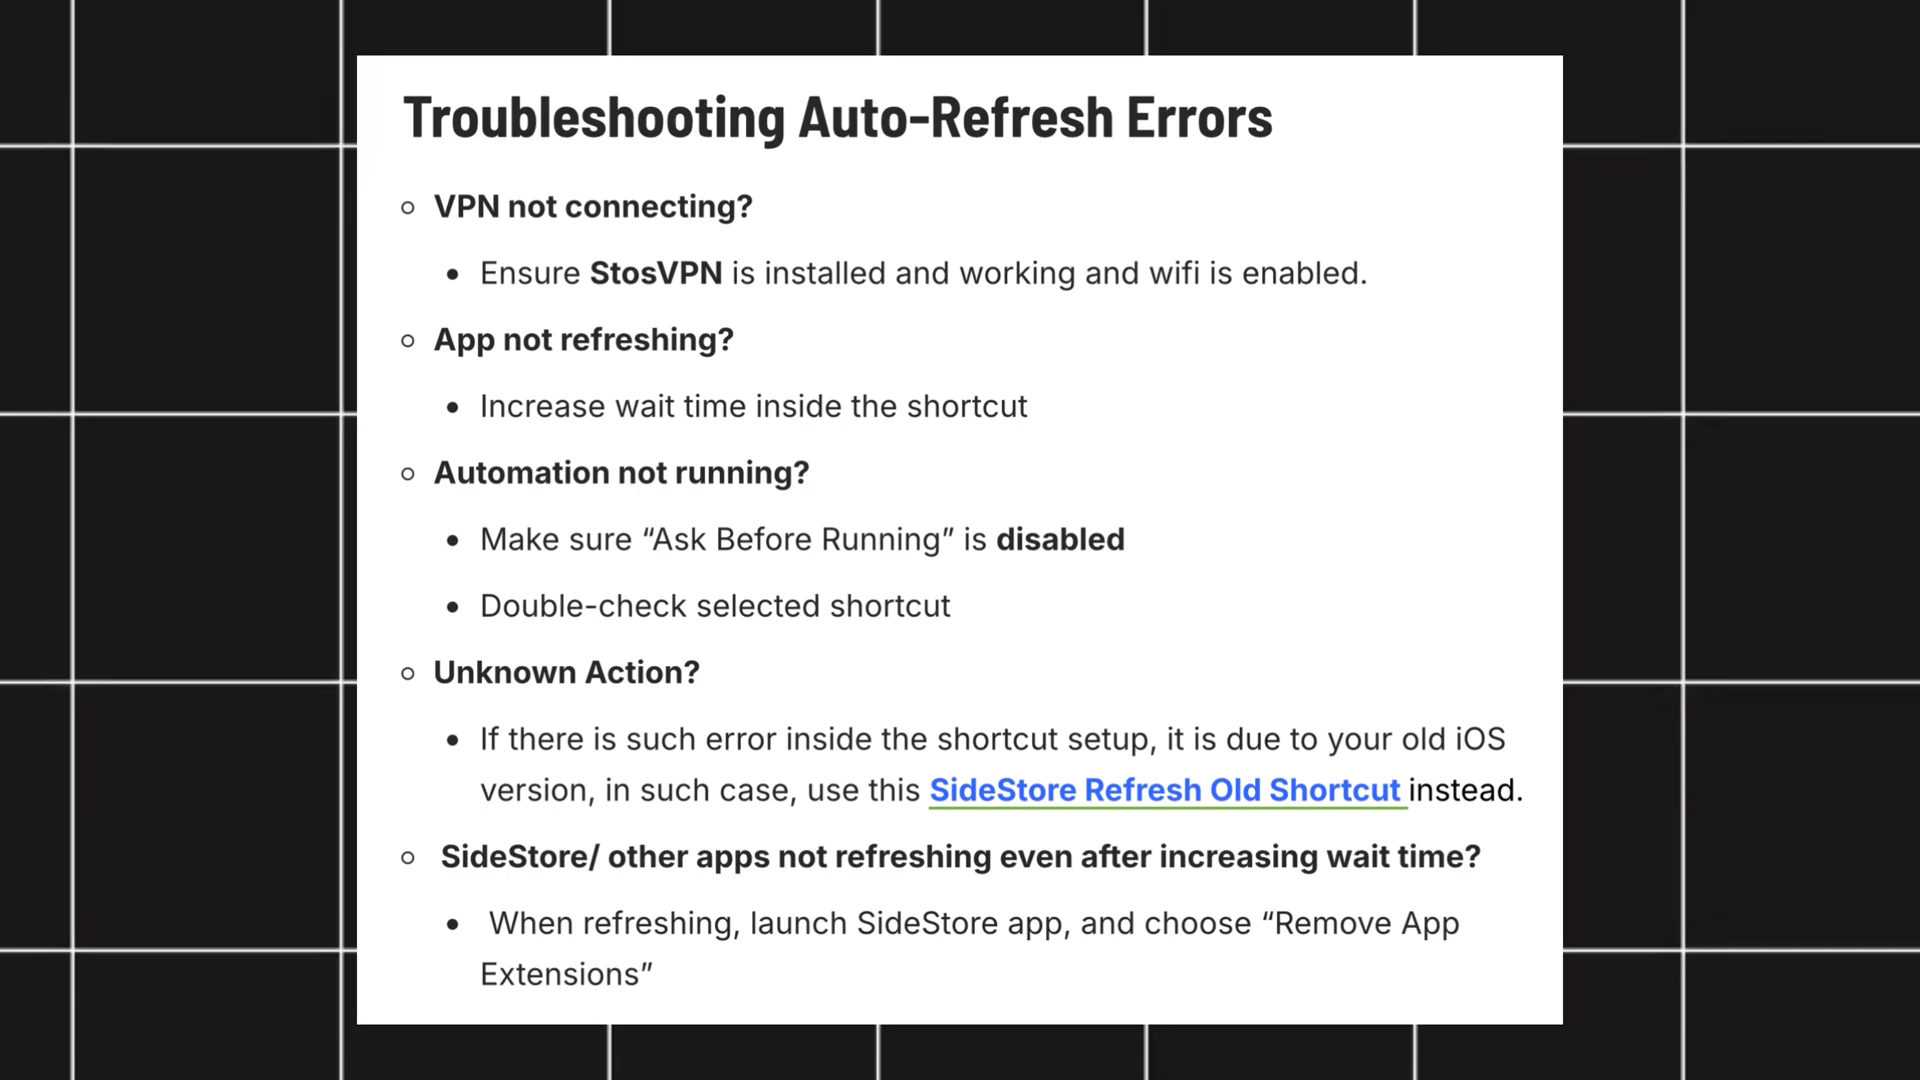 Troubleshooting Auto-Refresh Errors
VPN not connecting?
Ensure StosVPN is installed and working and wifi is enabled.
App not refreshing?
Increase wait time inside the shortcut
Automation not running?
Make sure “Ask Before Running” is disabled
Double-check selected shortcut
Unknown Action?
If there is such error inside the shortcut setup, it is due to your old iOS
version, in such case, use this SideStore Refresh Old Shortcut instead.
SideStore/ other apps not refreshing even after increasing wait time?
When refreshing, launch SideStore app, and choose “Remove App
Extensions”